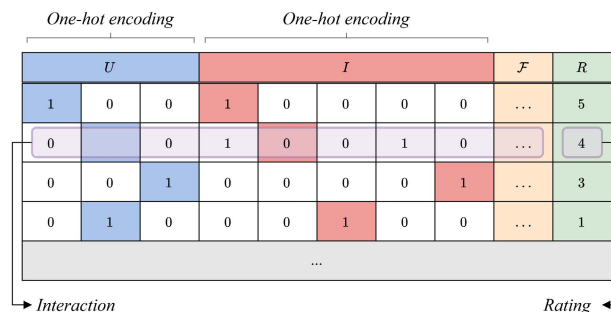 One-hot encoding One-hot encoding
U I F R
1 0 0 1 0 0 0 0 ... 5
0 0 1 0 0 1 0 ... 4
0 0 1 0 0 0 0 1 ... 3
0 1 0 0 0 1 0 0 ... 1
...
Interaction Rating